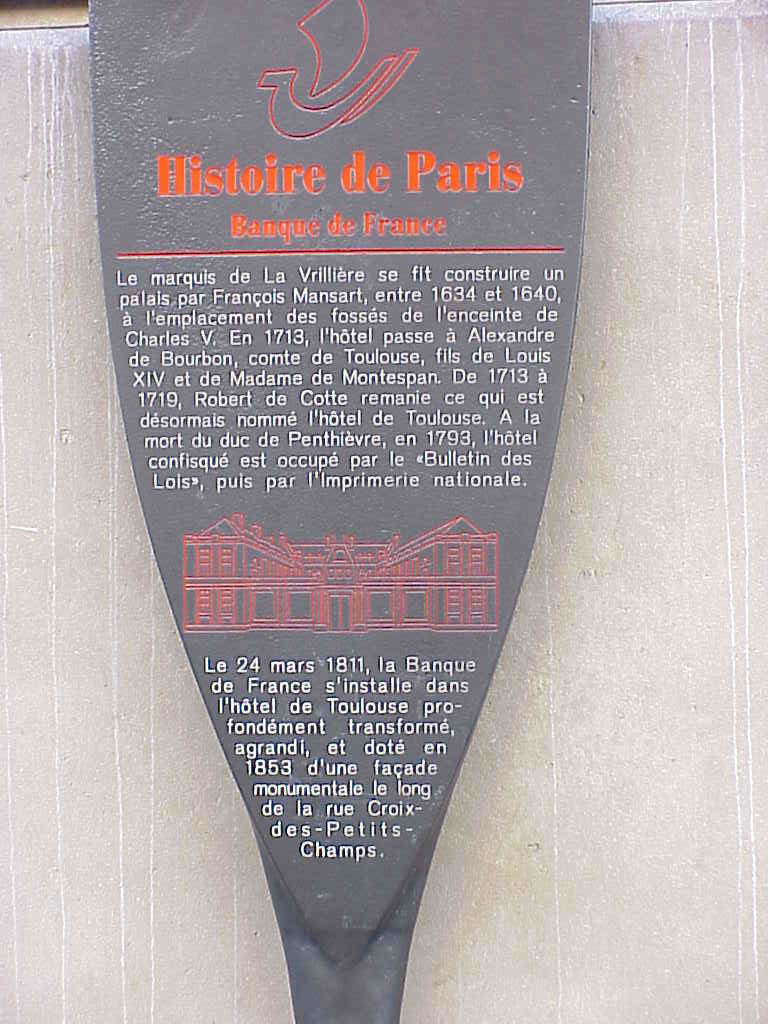 Histoire de Paris
Banque de France
Le marquis de La Vrillière se fit construire un
palais par François Mansart, entre 1634 et 1640,
à l'emplacement des fossés de l'enceinte de
Charles V. En 1713, l'hôtel passe à Alexandre
de Bourbon, comte de Toulouse, fils de Louis
XIV et de Madame de Montespan. De 1713 à
1719, Robert de Cotte remanie ce qui est
désormais nommé l'hôtel de Toulouse. A la
mort du duc de Penthièvre, en 1793, l'hôtel
confisqué est occupé par le «Bulletin des
Lois», puis par l'Imprimerie nationale.
Le 24 mars 1811, la Banque
de France s'installe dans
l'hôtel de Toulouse pro-
fondément transformé,
agrandi, et doté en
1853 d'une façade
monumentale le long
de la rue Croix-
des-Petits-
Champs.